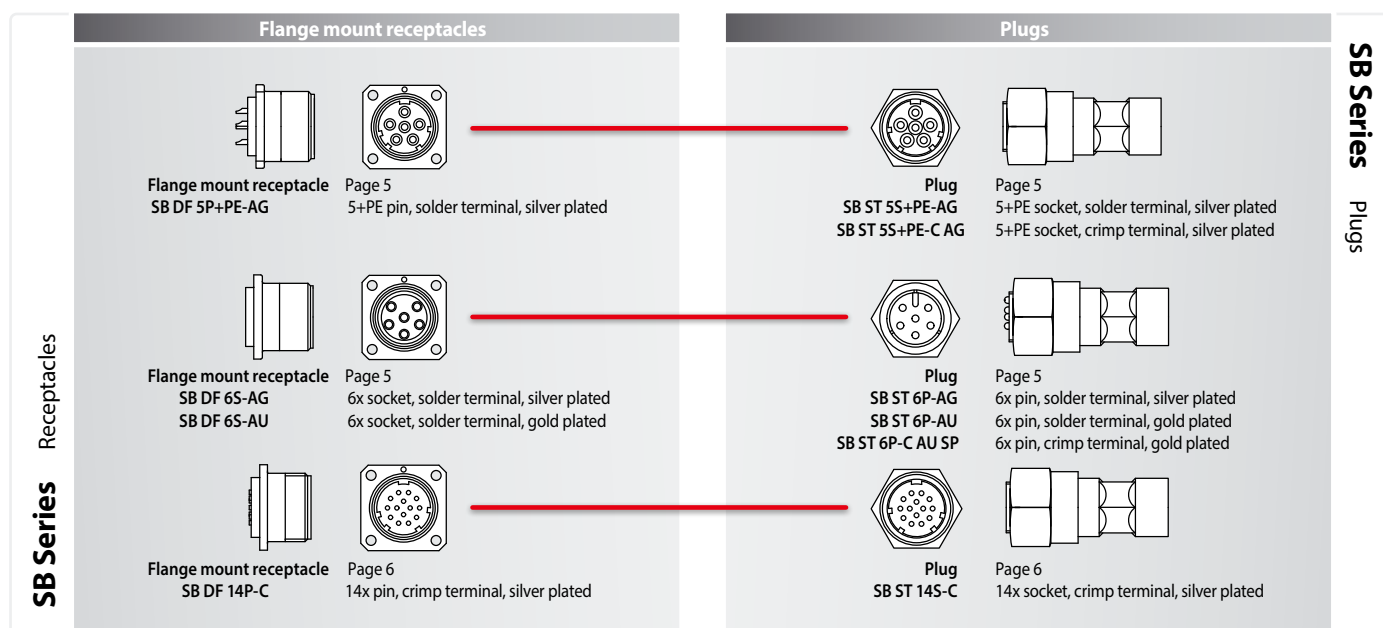 Flange mount receptacles
Flange mount receptacle Page 5
SB DF 5P+PE-AG 5+PE pin, solder terminal, silver plated
Flange mount receptacle Page 5
SB DF 6S-AG 6x socket, solder terminal, silver plated
SB DF 6S-AU 6x socket, solder terminal, gold plated
Flange mount receptacle Page 6
SB DF 14P-C 14x pin, crimp terminal, silver plated
SB Series Receptacles
Plugs
Plug Page 5
SB ST 5S+PE-AG 5+PE socket, solder terminal, silver plated
SB ST 5S+PE-C AG 5+PE socket, crimp terminal, silver plated
Plug Page 5
SB ST 6P-AG 6x pin, solder terminal, silver plated
SB ST 6P-AU 6x pin, solder terminal, gold plated
SB ST 6P-C AU SP 6x pin, crimp terminal, gold plated
Plug Page 6
SB ST 14S-C 14x socket, crimp terminal, silver plated
SB Series Plugs